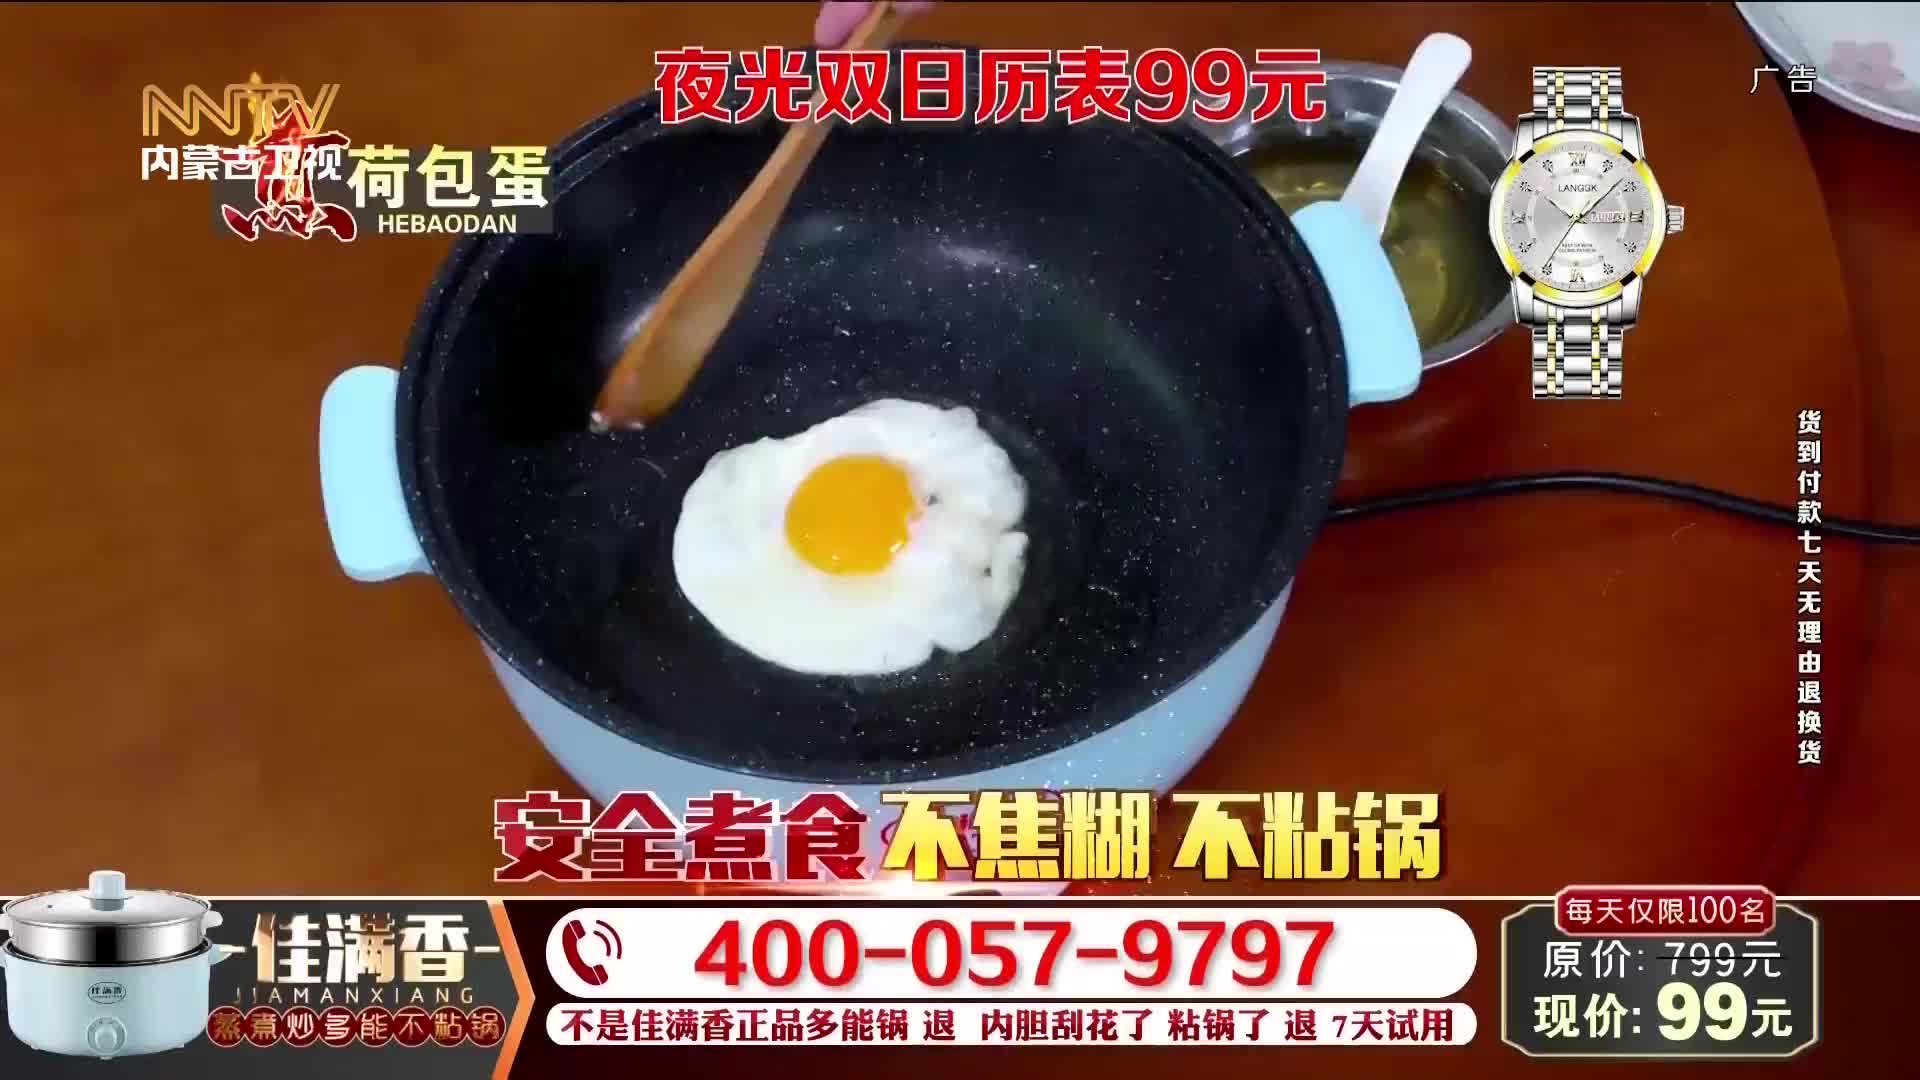 夜光双日历表99元
广告
NMTV
内蒙古卫视
煎
荷包蛋
HEBAODAN
LANGGK
货到付款七天无理由退换货
安全煮食 不焦糊 不粘锅
佳满香
JIAMANXIANG
蒸煮炒多能不粘锅
佳满香
400-057-9797
不是佳满香正品多能锅 退 内胆刮花了 粘锅了 退 7天试用
每天仅限100名
原价: 799元
现价: 99元